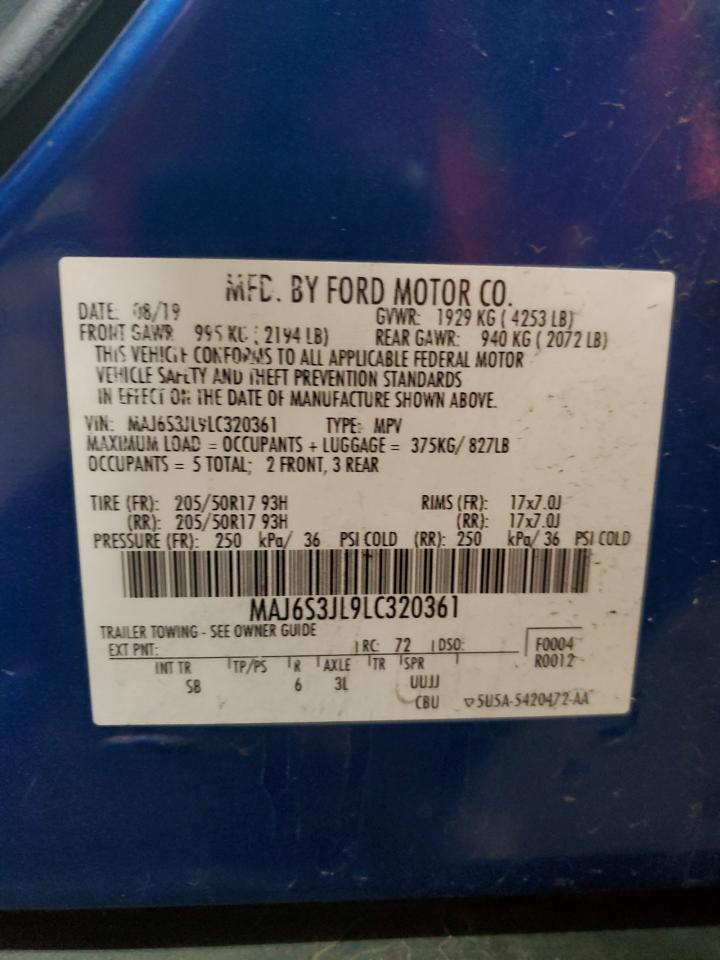 MFD. BY FORD MOTOR CO.
DATE: 08/19 GVWR: 1929 KG ( 4253 LB)
FRONT GAWR: 995 KG ( 2194 LB) REAR GAWR: 940 KG ( 2072 LB)
THIS VEHICLE CONFORMS TO ALL APPLICABLE FEDERAL MOTOR
VEHICLE SAFETY AND THEFT PREVENTION STANDARDS
IN EFFECT ON THE DATE OF MANUFACTURE SHOWN ABOVE.
VIN: MAJ6S3JL9LC320361 TYPE: MPV
MAXIMUM LOAD = OCCUPANTS + LUGGAGE = 375KG/ 827LB
OCCUPANTS = 5 TOTAL; 2 FRONT, 3 REAR
TIRE (FR): 205/50R17 93H RIMS (FR): 17x7.0J
(RR): 205/50R17 93H (RR): 17x7.0J
PRESSURE (FR): 250 kPa/ 36 PSI COLD (RR): 250 kPa/ 36 PSI COLD
MAJ6S3JL9LC320361
TRAILER TOWING - SEE OWNER GUIDE
EXT PNT: RC: 72 DSO: F0004
INT TR TP/PS R AXLE TR SPR R0012
SB 6 3L UUJJ
CBU ▽5U5A-5420472-AA